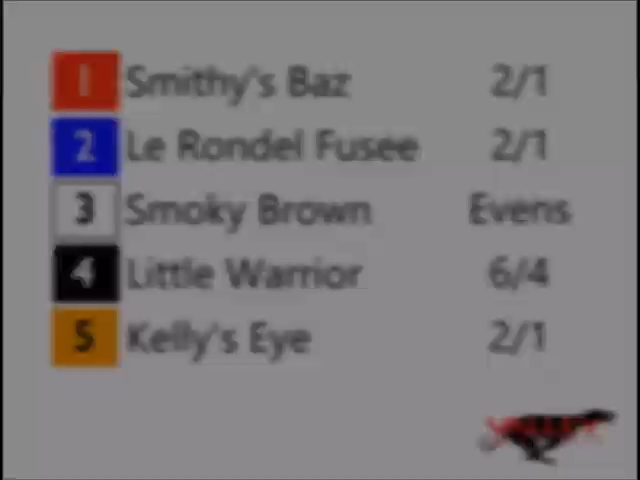 1 Smithy's Baz 2/1
2 Le Rondel Fusee 2/1
3 Smoky Brown Evens
4 Little Warrior 6/4
5 Kelly's Eye 2/1
VALLEY